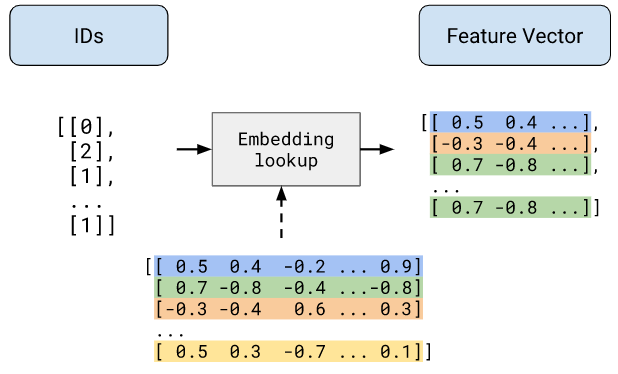 IDs
Feature Vector
[[0],
[2],
[1],
...
[1]]
Embedding
lookup
[[ 0.5 0.4 ...],
[-0.3 -0.4 ...],
[ 0.7 -0.8 ...],
...
[ 0.7 -0.8 ...]]
[[ 0.5 0.4 -0.2 ... 0.9]
[ 0.7 -0.8 -0.4 ...-0.8]
[-0.3 -0.4 0.6 ... 0.3]
...
[ 0.5 0.3 -0.7 ... 0.1]]